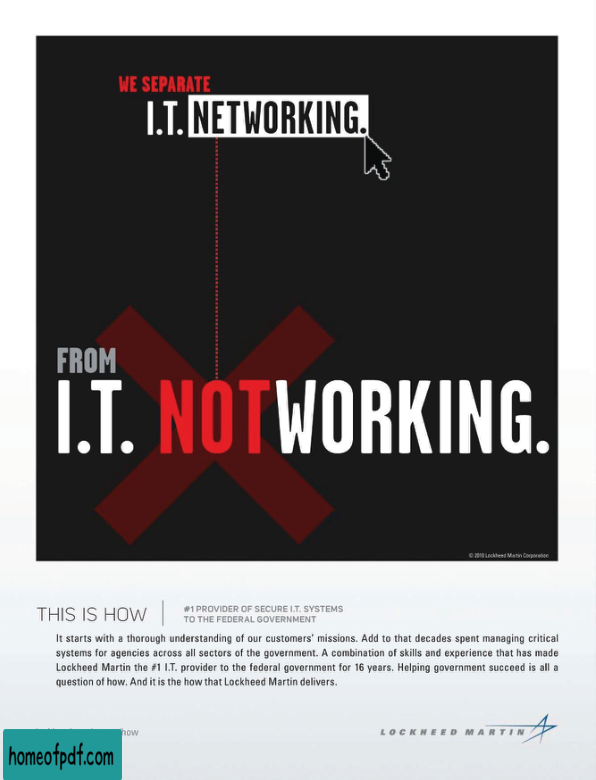 WE SEPARATE
I.T. NETWORKING.
FROM
I.T. NOTWORKING.
© 2010 Lockheed Martin Corporation
THIS IS HOW
#1 PROVIDER OF SECURE I.T. SYSTEMS
TO THE FEDERAL GOVERNMENT
It starts with a thorough understanding of our customers' missions. Add to that decades spent managing critical
systems for agencies across all sectors of the government. A combination of skills and experience that has made
Lockheed Martin the #1 I.T. provider to the federal government for 16 years. Helping government succeed is all a
question of how. And it is the how that Lockheed Martin delivers.
LOCKHEED MARTIN
homeofpdf.com